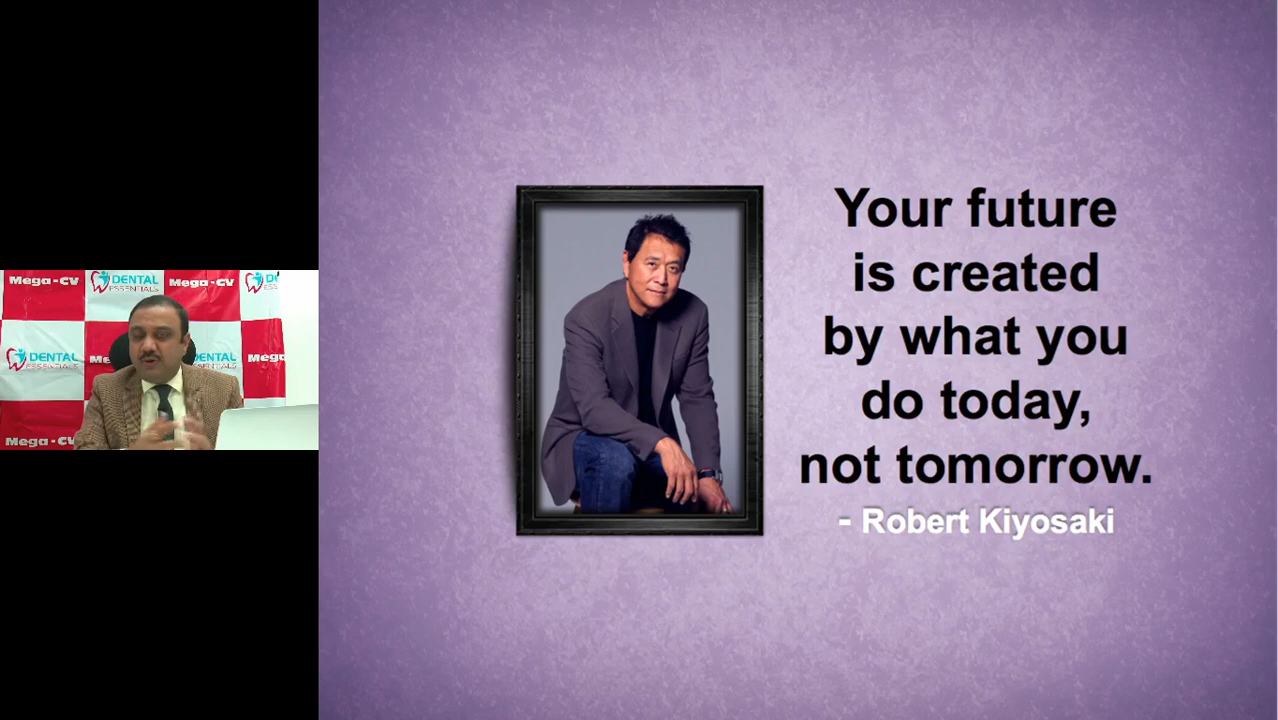 Your future
is created
by what you
do today,
not tomorrow.
- Robert Kiyosaki
Mega-CV
DENTAL
ESSENTIALS
Mega-CV
DENTAL
ESSENTIALS
DENTAL
Mega
Mega-CV